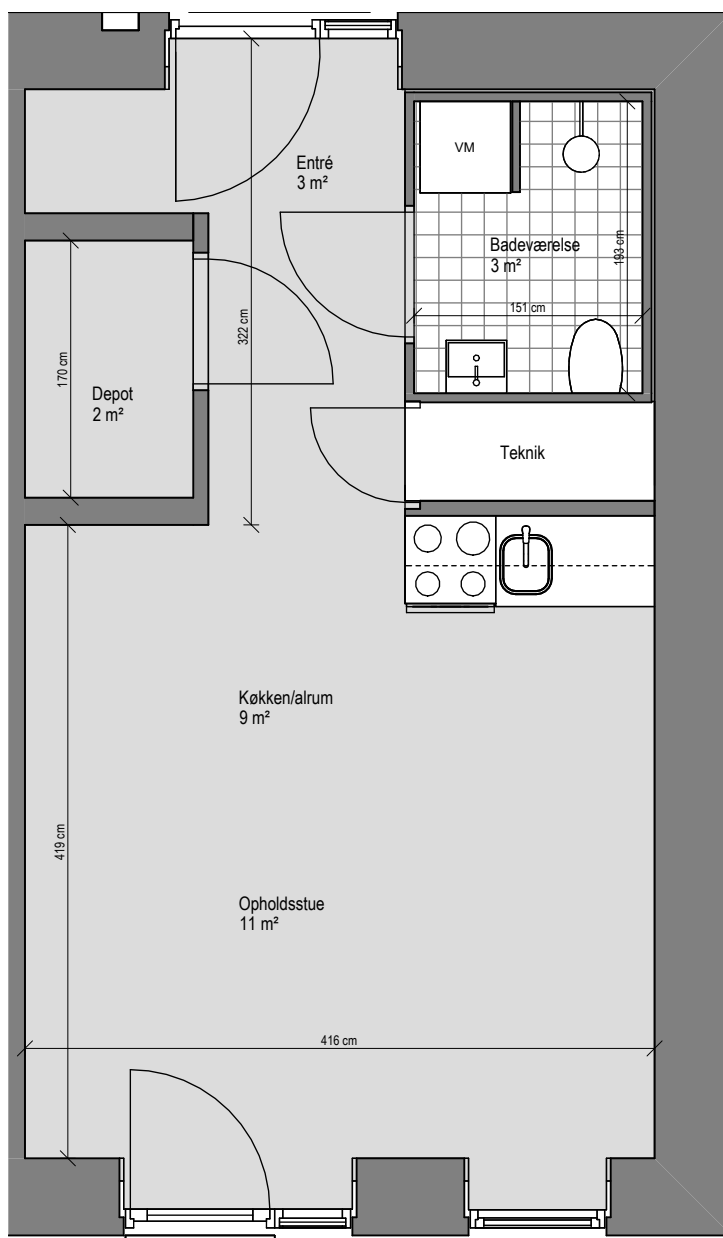 Entré
3 m²
VM
Badeværelse
3 m²
193 cm
151 cm
322 cm
170 cm
Depot
2 m²
Teknik
Køkken/alrum
9 m²
419 cm
Opholdsstue
11 m²
416 cm